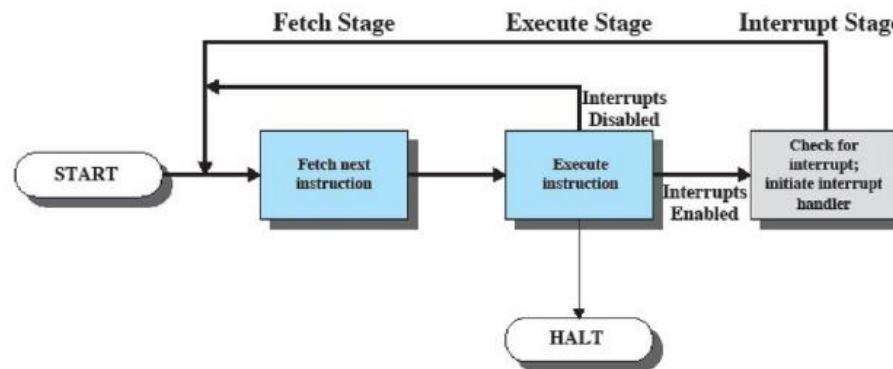 Fetch Stage
Execute Stage
Interrupt Stage
Interrupts
Disabled
START
Fetch next
instruction
Execute
instruction
Interrupts
Enabled
Check for
interrupt;
initiate interrupt
handler
HALT